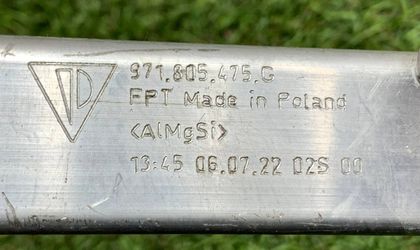 971.805.475.G
FPT Made in Poland
<AlMgSi>
13:45 06.07.22 02S 00